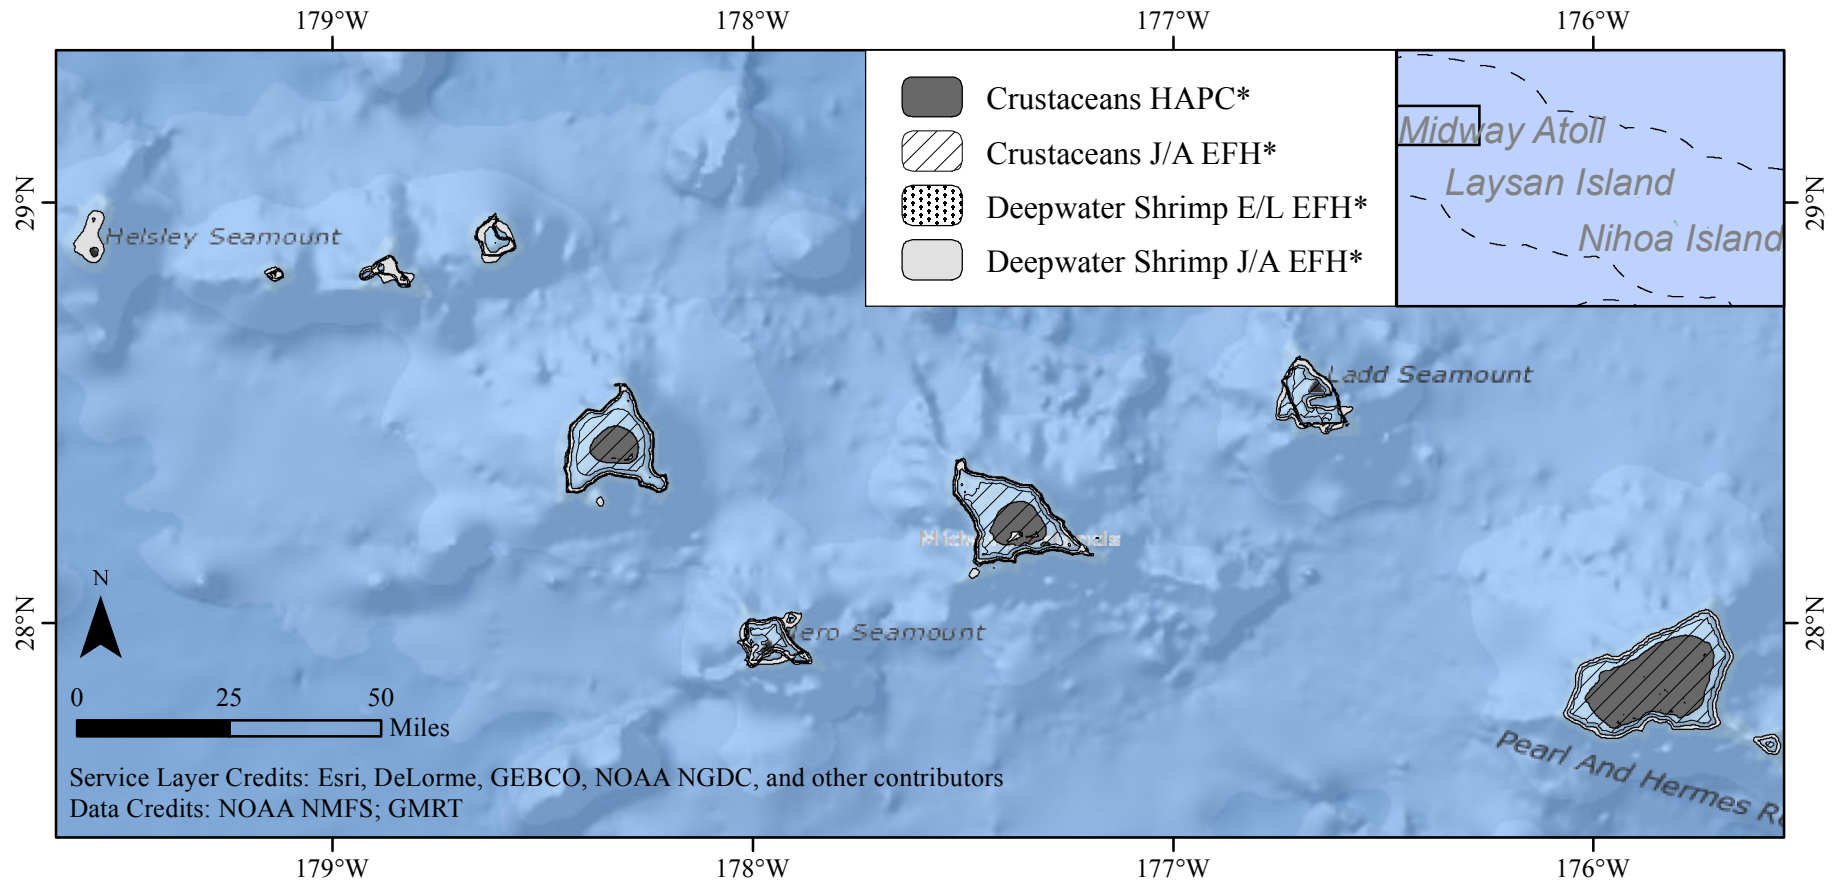 179°W 178°W 177°W 176°W
Crustaceans HAPC*
Crustaceans J/A EFH*
Deepwater Shrimp E/L EFH*
Deepwater Shrimp J/A EFH*
Midway Atoll
Laysan Island
Nihoa Island
29°N 29°N
Helsley Seamount
Ladd Seamount
28°N 28°N
Seamount
Pearl And Hermes
N
0 25 50
Miles
Service Layer Credits: Esri, DeLorme, GEBCO, NOAA NGDC, and other contributors
Data Credits: NOAA NMFS; GMRT
179°W 178°W 177°W 176°W